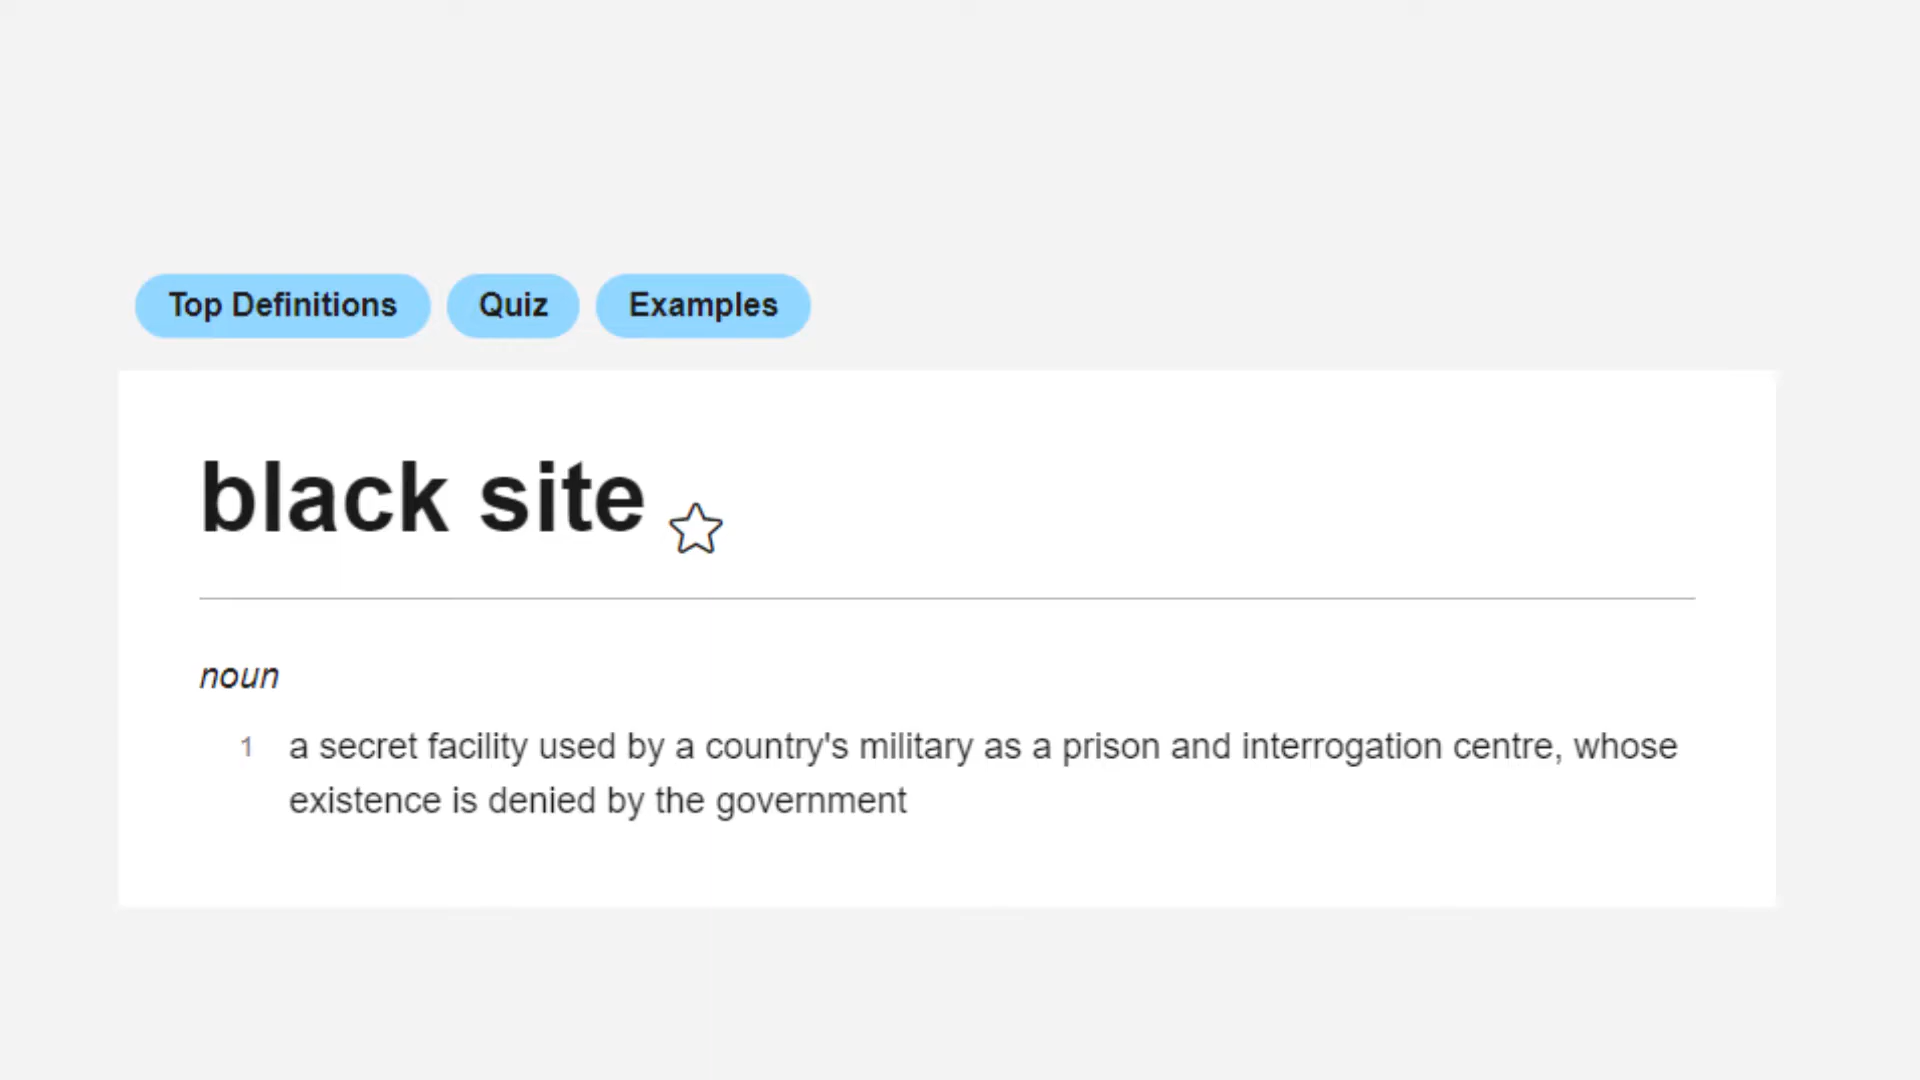 Top Definitions Quiz Examples
black site
noun
1 a secret facility used by a country's military as a prison and interrogation centre, whose
existence is denied by the government